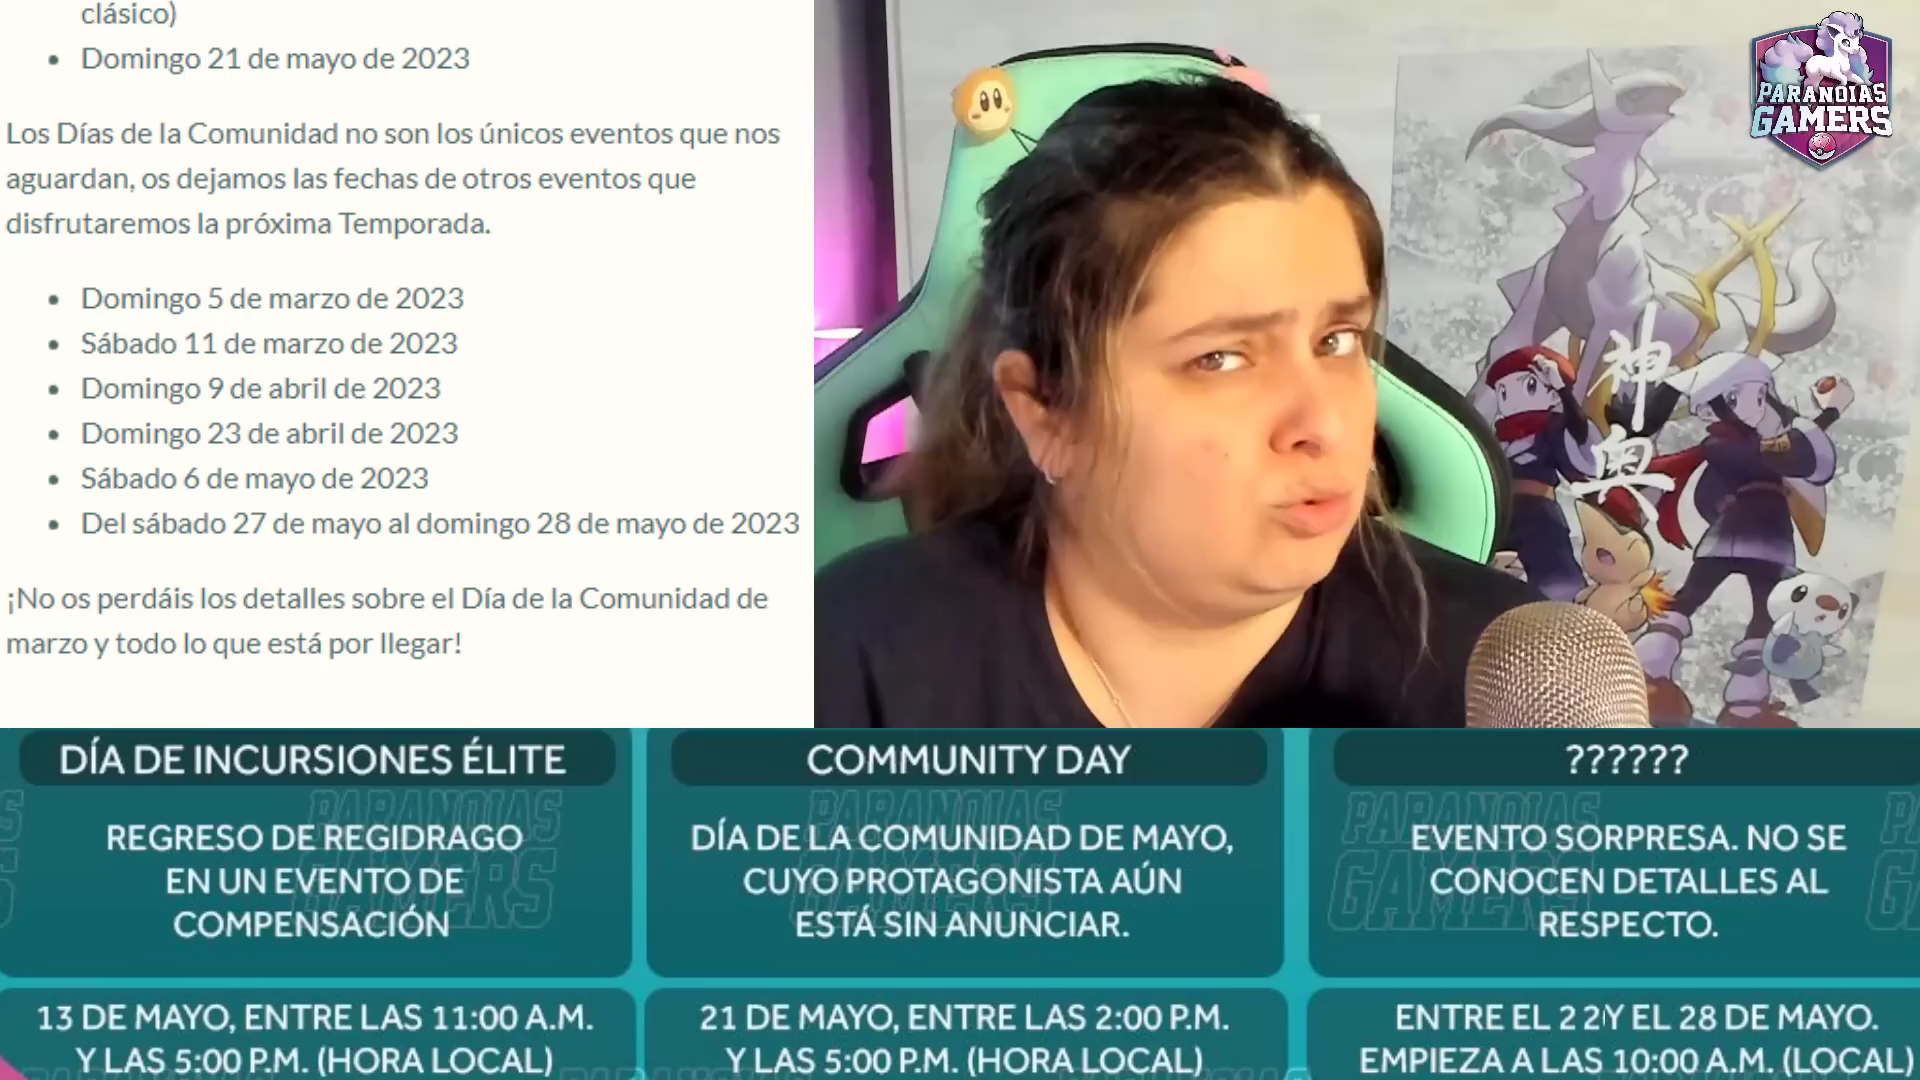 clásico)
• Domingo 21 de mayo de 2023
Los Días de la Comunidad no son los únicos eventos que nos
aguardan, os dejamos las fechas de otros eventos que
disfrutaremos la próxima Temporada.
• Domingo 5 de marzo de 2023
• Sábado 11 de marzo de 2023
• Domingo 9 de abril de 2023
• Domingo 23 de abril de 2023
• Sábado 6 de mayo de 2023
• Del sábado 27 de mayo al domingo 28 de mayo de 2023
¡No os perdáis los detalles sobre el Día de la Comunidad de
marzo y todo lo que está por llegar!
PARANOIAS
GAMERS
神
奥
DÍA DE INCURSIONES ÉLITE
REGRESO DE REGIDRAGO
EN UN EVENTO DE
COMPENSACIÓN
13 DE MAYO, ENTRE LAS 11:00 A.M.
Y LAS 5:00 P.M. (HORA LOCAL)
COMMUNITY DAY
DÍA DE LA COMUNIDAD DE MAYO,
CUYO PROTAGONISTA AÚN
ESTÁ SIN ANUNCIAR.
21 DE MAYO, ENTRE LAS 2:00 P.M.
Y LAS 5:00 P.M. (HORA LOCAL)
??????
EVENTO SORPRESA. NO SE
CONOCEN DETALLES AL
RESPECTO.
ENTRE EL 22 Y EL 28 DE MAYO.
EMPIEZA A LAS 10:00 A.M. (LOCAL)